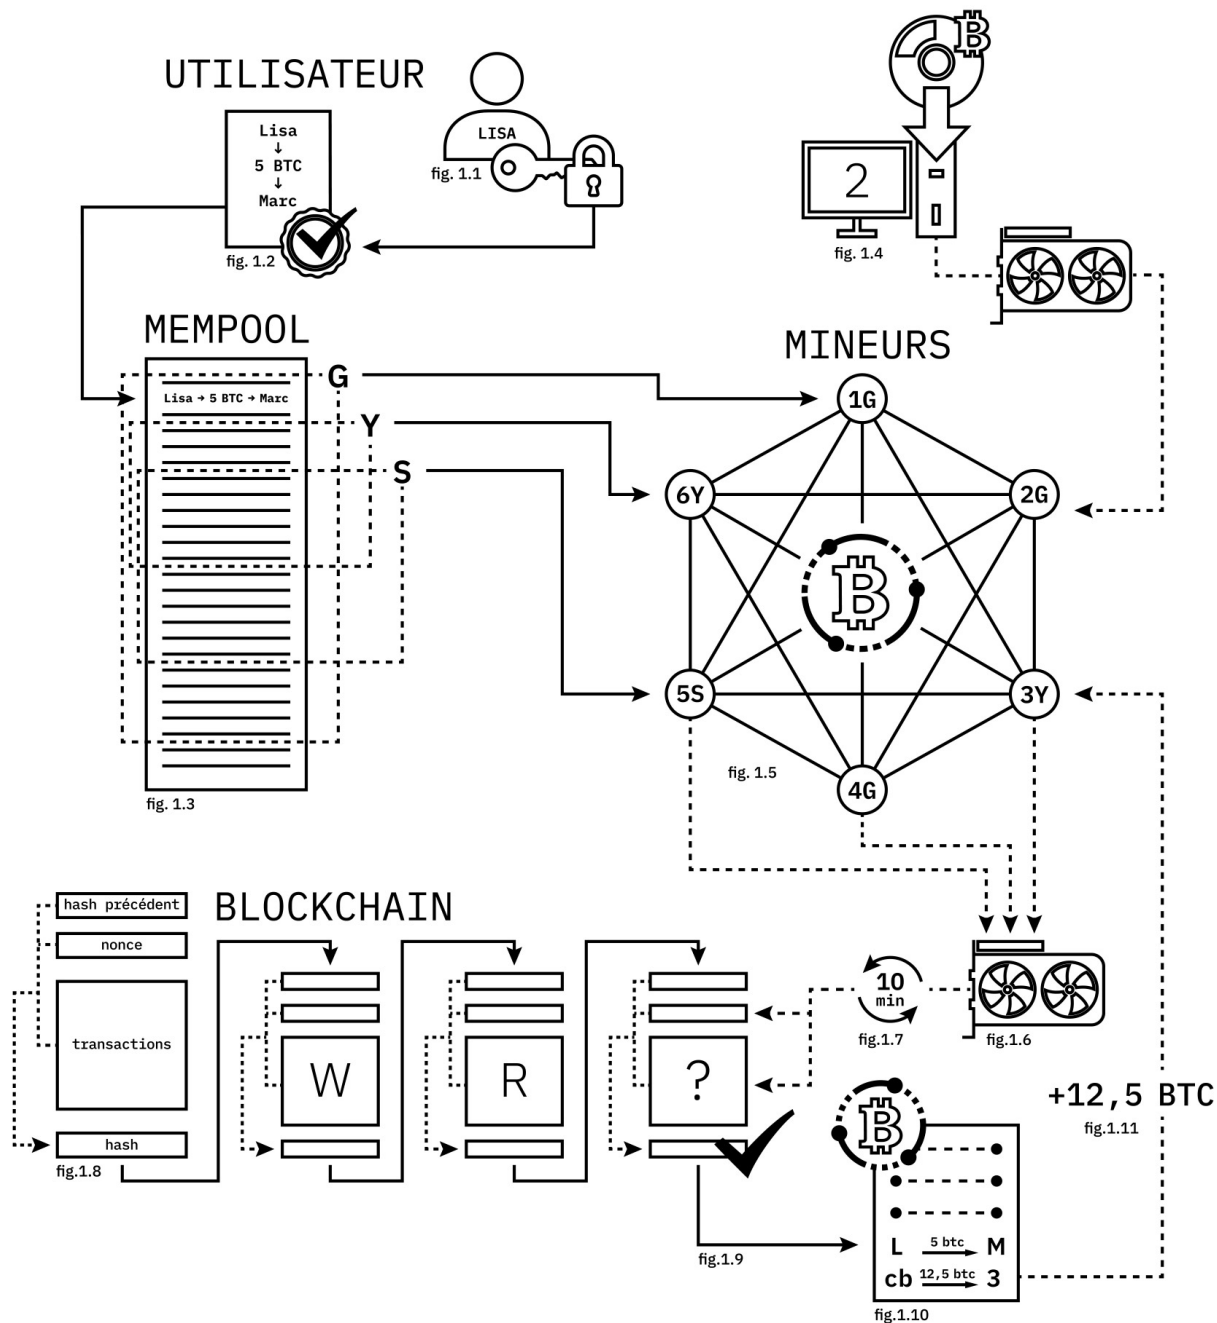 UTILISATEUR
Lisa
↓
5 BTC
↓
Marc
fig. 1.2
LISA
fig. 1.1
2
fig. 1.4
MEMPOOL
Lisa → 5 BTC → Marc
G
Y
S
fig. 1.3
MINEURS
1G
6Y
2G
5S
3Y
4G
fig. 1.5
BLOCKCHAIN
hash précédent
nonce
transactions
hash
fig.1.8
W
R
?
10
min
fig.1.7
fig.1.6
+12,5 BTC
fig.1.11
fig.1.9
L 5 btc M
cb 12,5 btc 3
fig.1.10